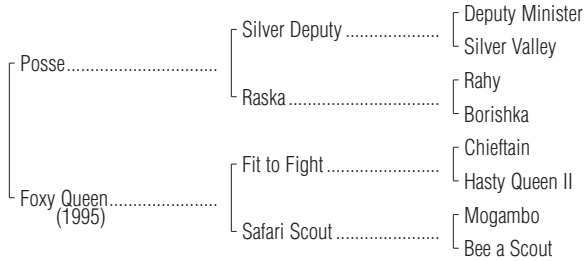 Deputy Minister
Silver Deputy
Silver Valley
Posse
Rahy
Raska
Borishka
Chieftain
Fit to Fight
Hasty Queen II
Foxy Queen
(1995)
Mogambo
Safari Scout
Bee a Scout